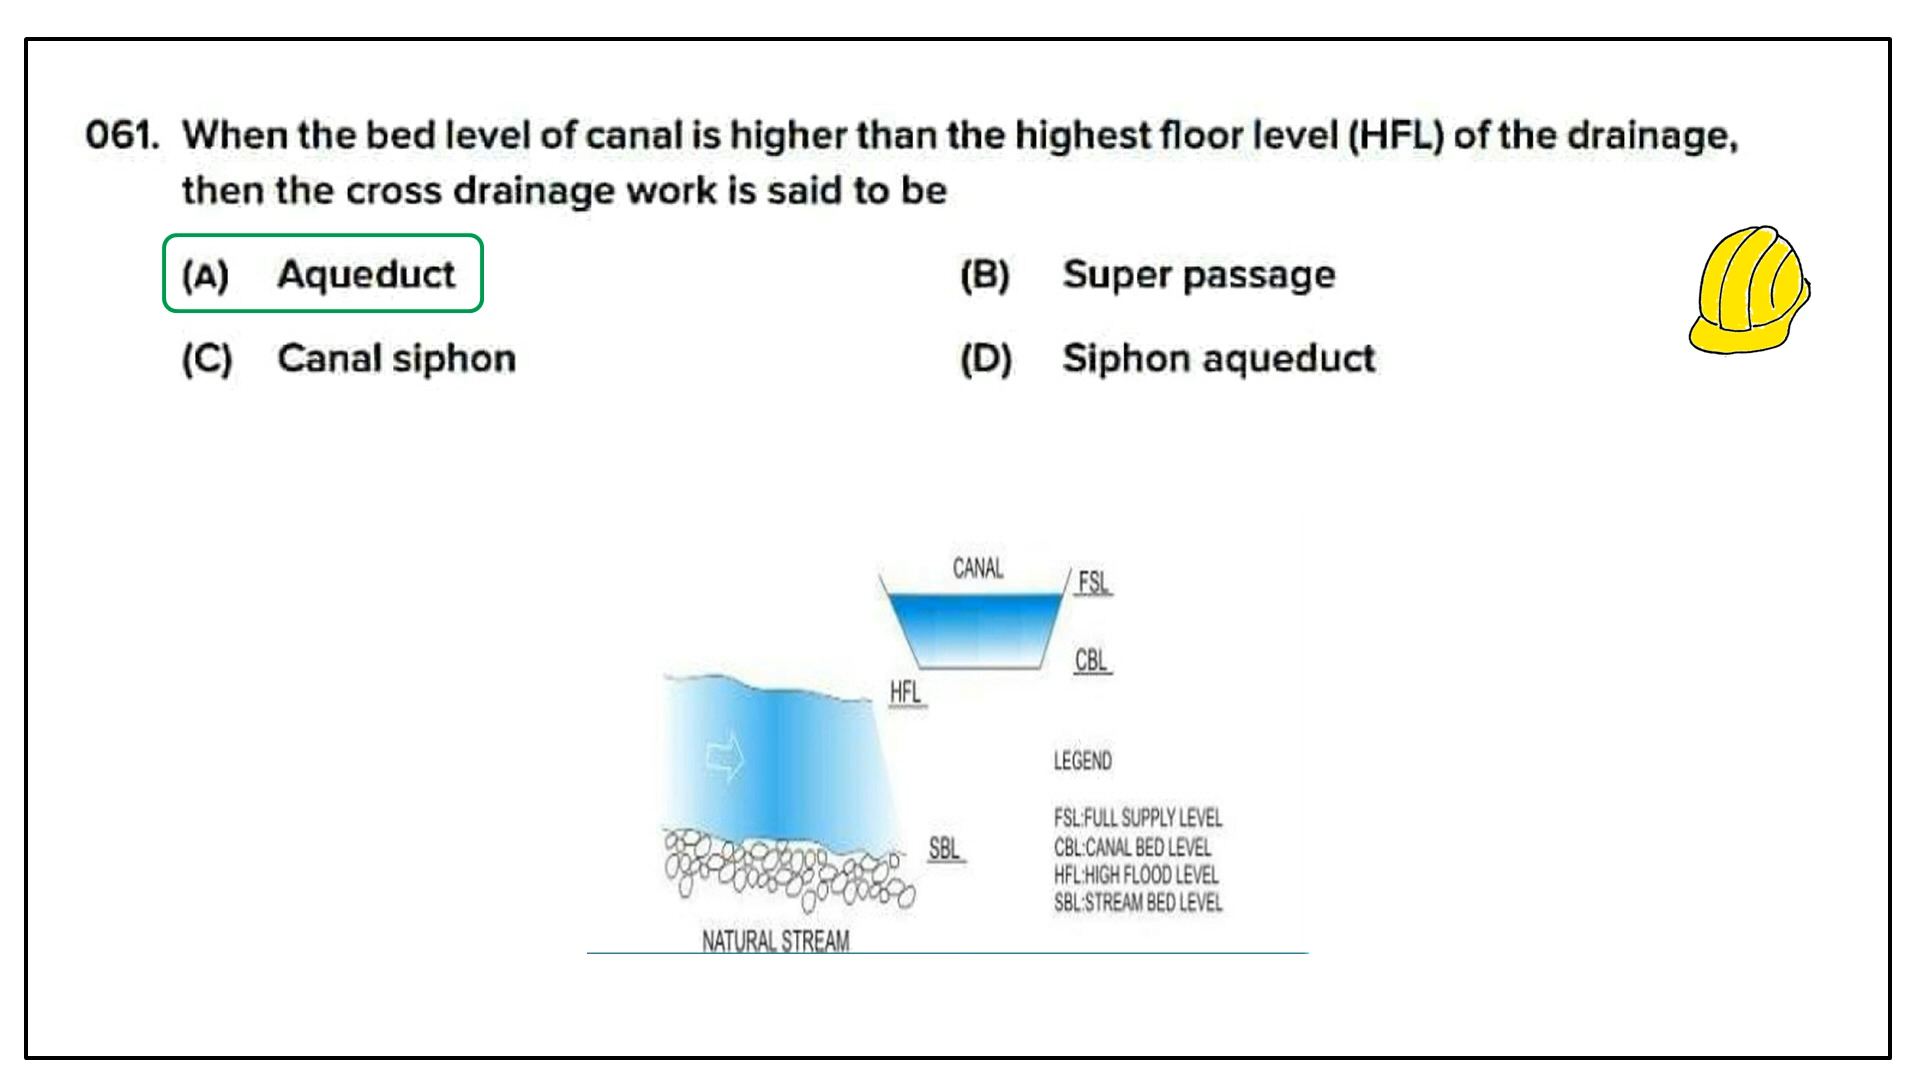 061. When the bed level of canal is higher than the highest floor level (HFL) of the drainage,
then the cross drainage work is said to be
(A) Aqueduct
(B) Super passage
(C) Canal siphon
(D) Siphon aqueduct
CANAL
FSL
CBL
HFL
LEGEND
FSL:FULL SUPPLY LEVEL
SBL
CBL:CANAL BED LEVEL
HFL:HIGH FLOOD LEVEL
SBL:STREAM BED LEVEL
NATURAL STREAM